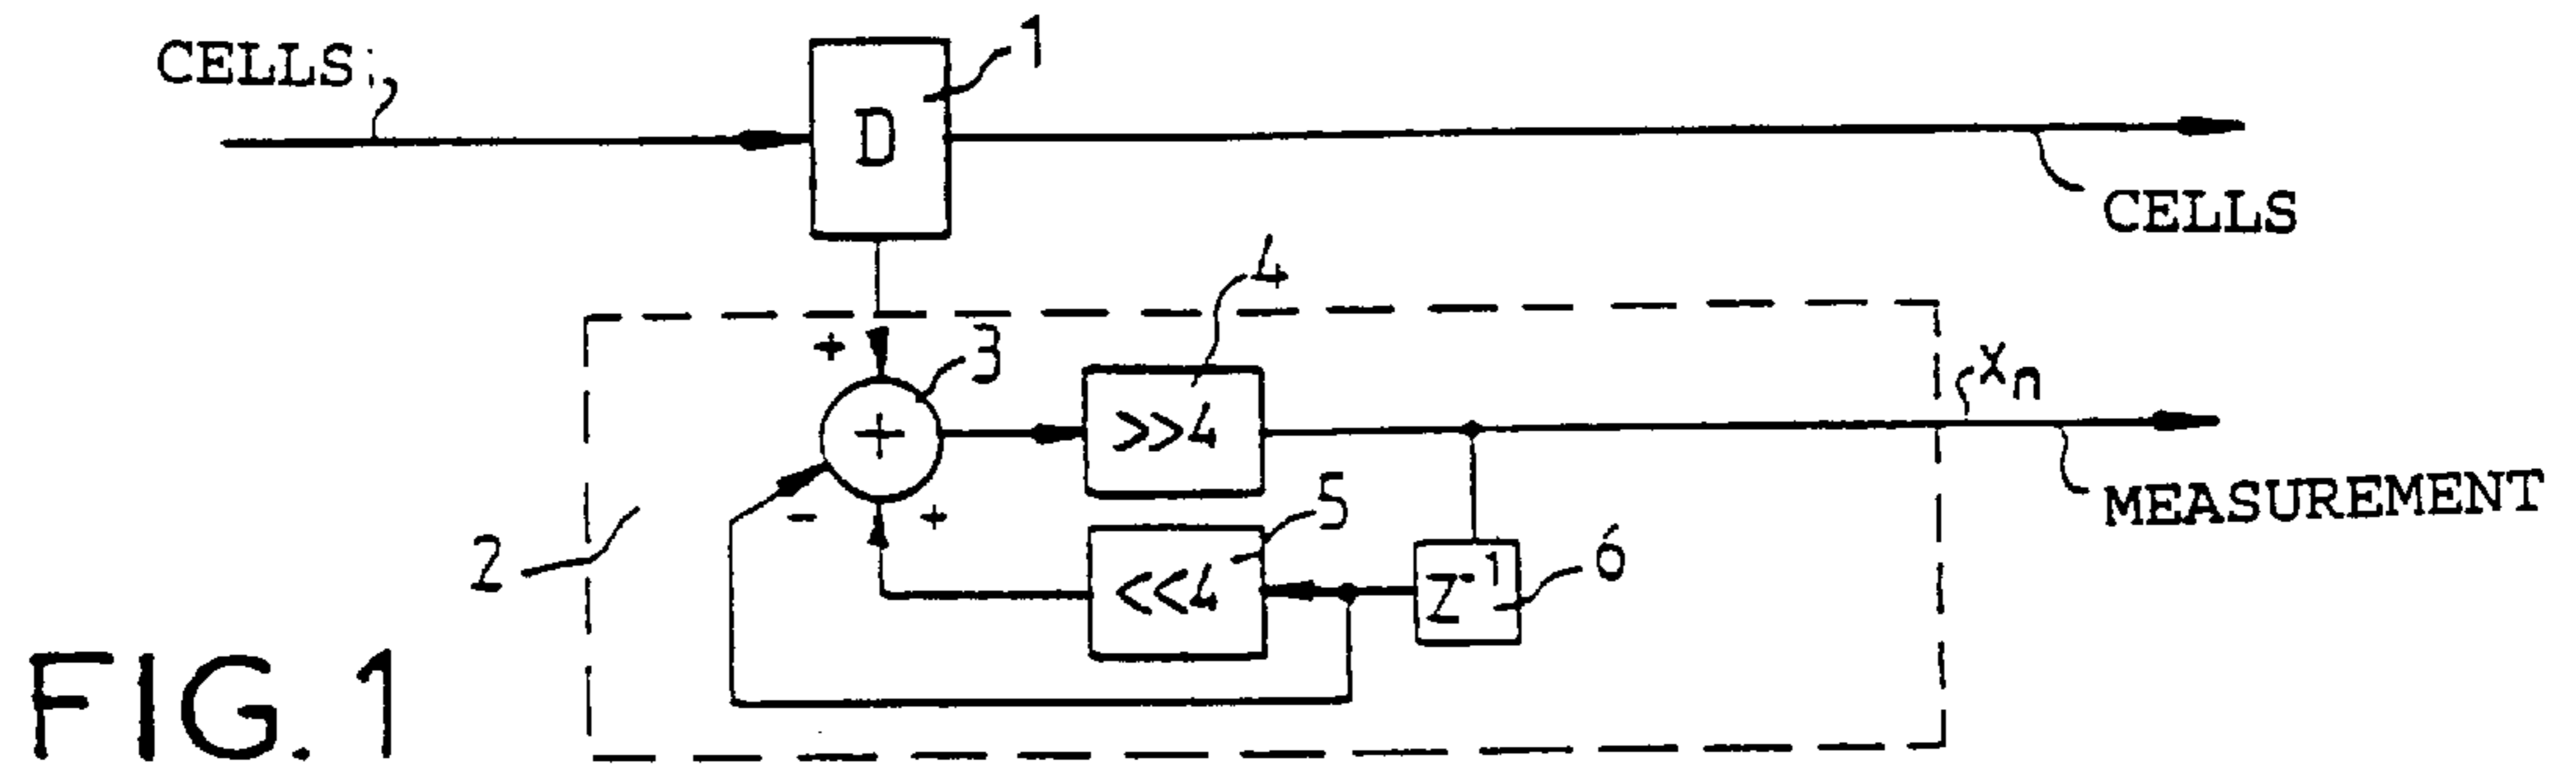 CELLS
1
D
CELLS
4
+
3
Xn
+
>>4
MEASUREMENT
-
+
5
2
<<4
Z-1
6
FIG. 1